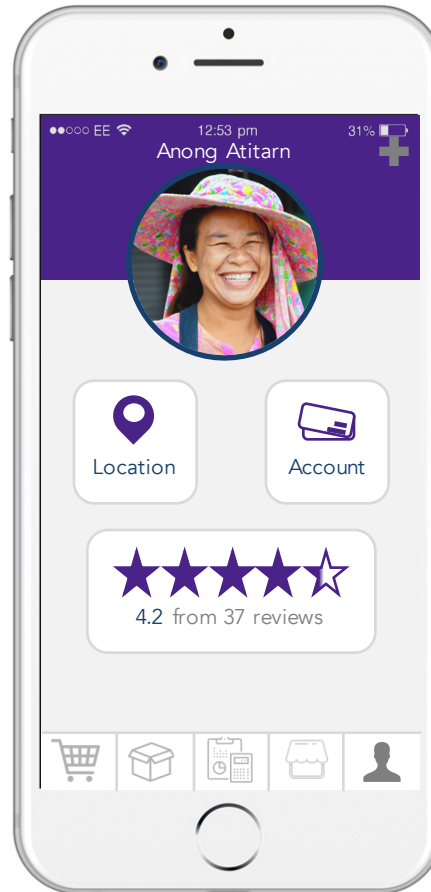 ●●○○○ EE 12:53 pm 31%
Anong Atitarn
Location
Account
4.2 from 37 reviews